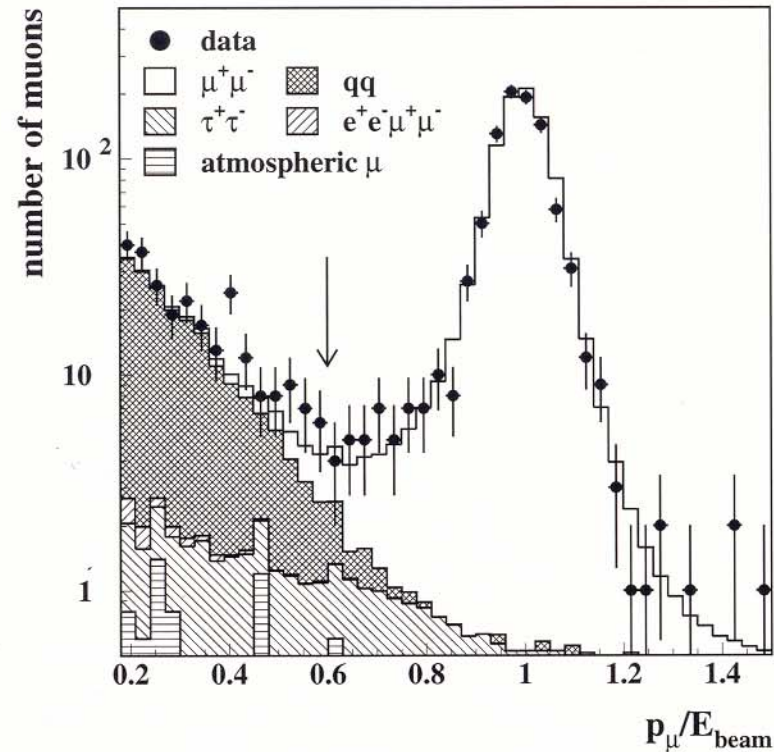 number of muons
data
μ⁺μ⁻ qq
τ⁺τ⁻ e⁺e⁻μ⁺μ⁻
atmospheric μ
10²
10
1
0.2 0.4 0.6 0.8 1 1.2 1.4
p_μ/E_beam